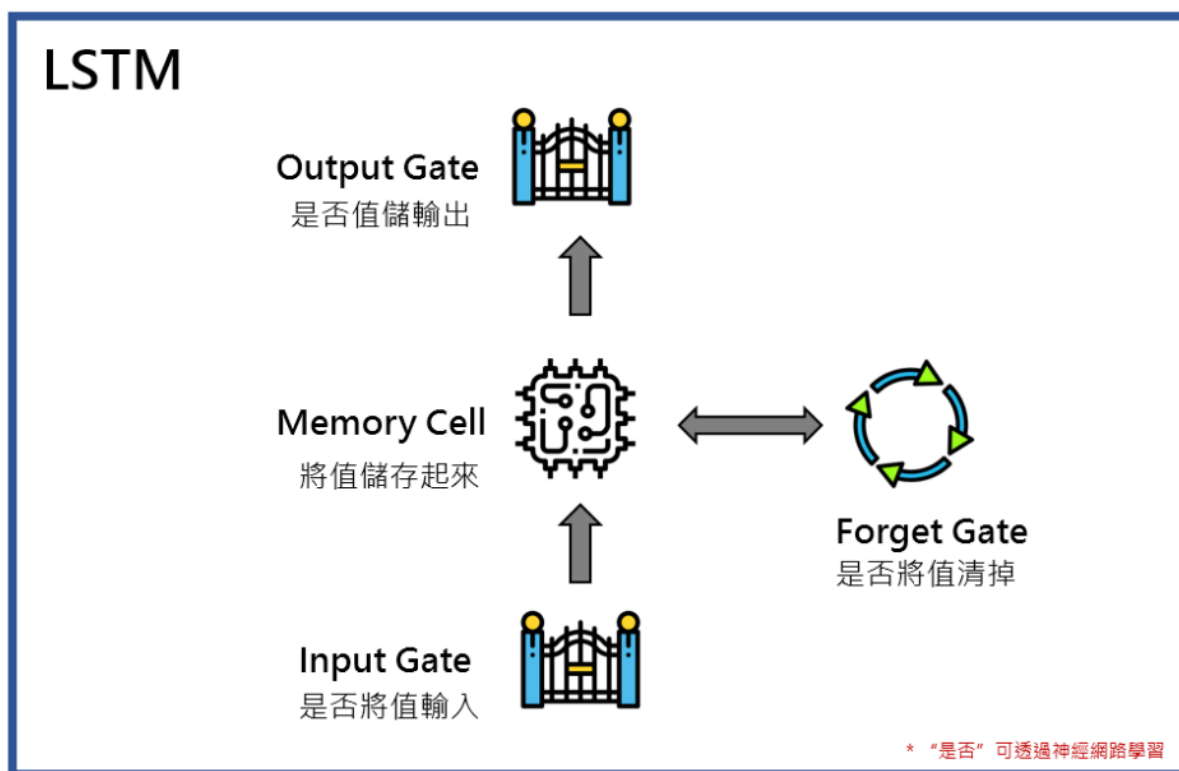 LSTM
Output Gate
是否值儲輸出
Memory Cell
將值儲存起來
Forget Gate
是否將值清掉
Input Gate
是否將值輸入
* “是否” 可透過神經網路學習